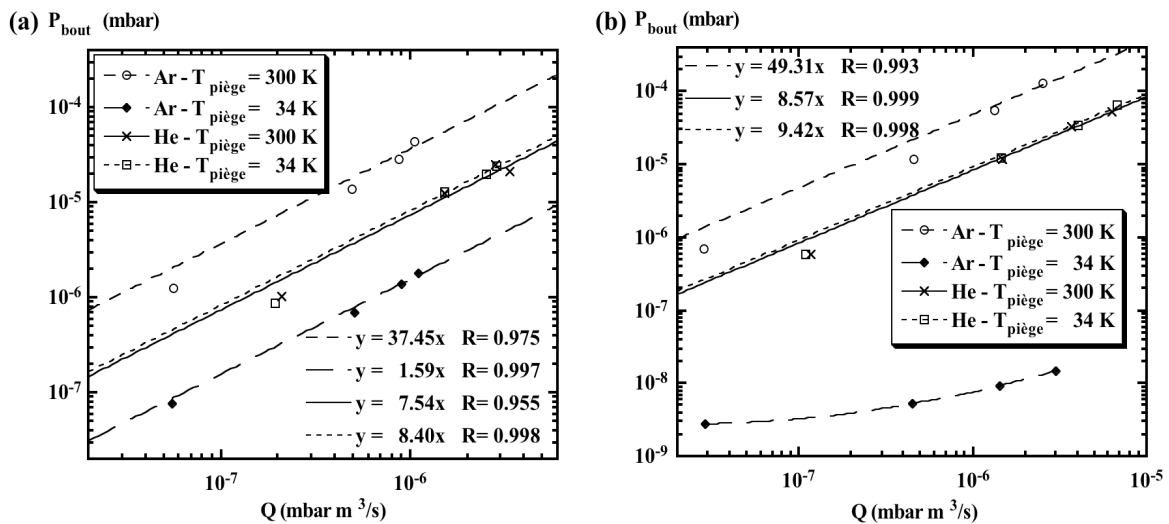 (a) P_bout (mbar)
Ar - T_piège = 300 K
Ar - T_piège = 34 K
He - T_piège = 300 K
He - T_piège = 34 K
10^-4
10^-5
10^-6
10^-7
y = 37.45x R= 0.975
y = 1.59x R= 0.997
y = 7.54x R= 0.955
y = 8.40x R= 0.998
10^-7 10^-6
Q (mbar m^3/s)
(b) P_bout (mbar)
y = 49.31x R= 0.993
y = 8.57x R= 0.999
y = 9.42x R= 0.998
10^-4
10^-5
10^-6
10^-7
10^-8
10^-9
Ar - T_piège = 300 K
Ar - T_piège = 34 K
He - T_piège = 300 K
He - T_piège = 34 K
10^-7 10^-6 10^-5
Q (mbar m^3/s)